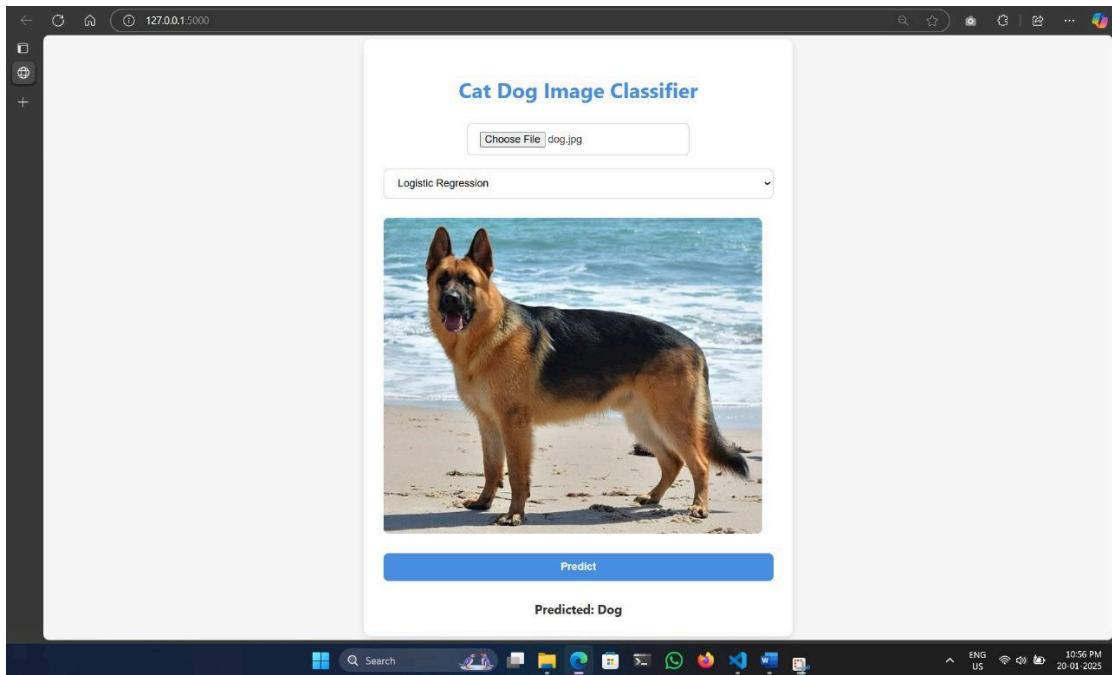 127.0.0.1:5000
Cat Dog Image Classifier
Choose File dog.jpg
Logistic Regression
Predict
Predicted: Dog
Search
ENG
US
10:56 PM
20-01-2025